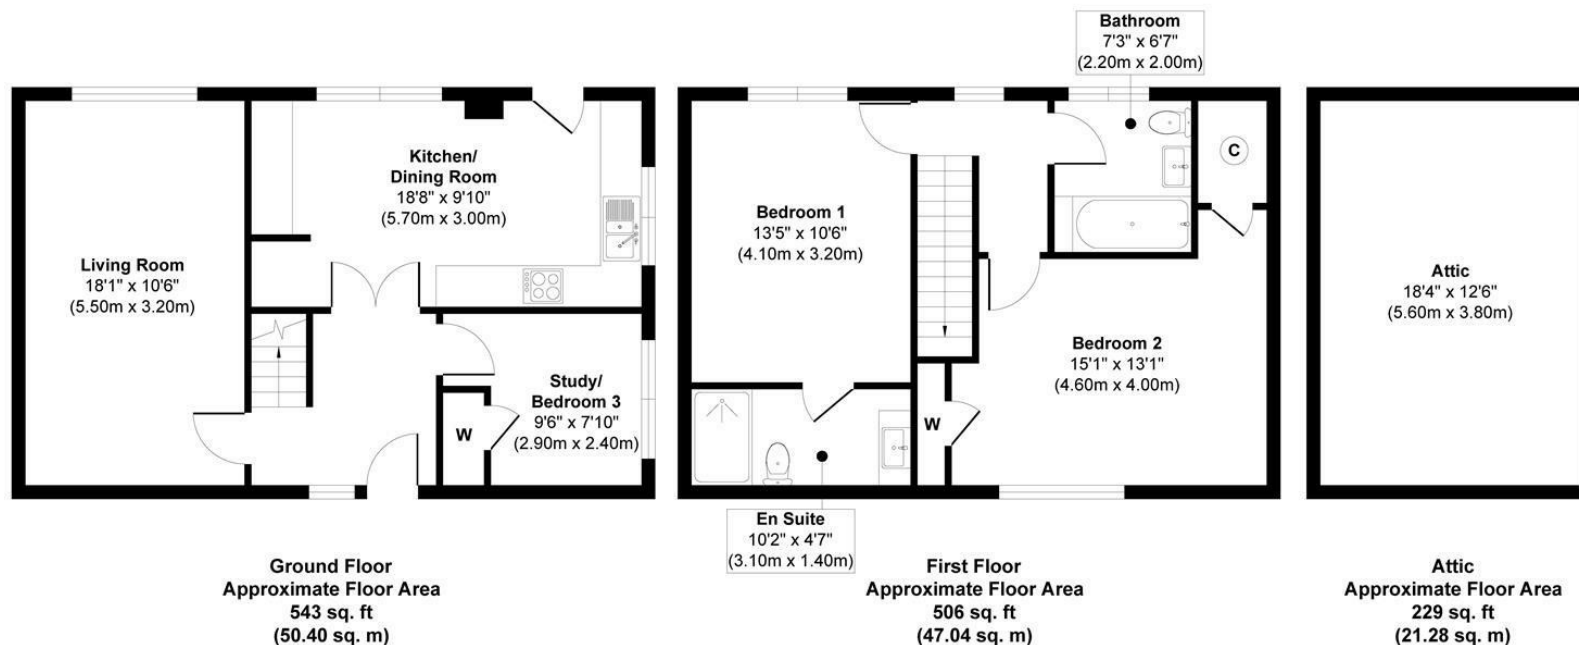 Bathroom
7'3" x 6'7"
(2.20m x 2.00m)
Kitchen/
Dining Room
18'8" x 9'10"
(5.70m x 3.00m)
C
Living Room
18'1" x 10'6"
(5.50m x 3.20m)
Bedroom 1
13'5" x 10'6"
(4.10m x 3.20m)
Attic
18'4" x 12'6"
(5.60m x 3.80m)
Study/
Bedroom 3
9'6" x 7'10"
(2.90m x 2.40m)
W
Bedroom 2
15'1" x 13'1"
(4.60m x 4.00m)
W
En Suite
10'2" x 4'7"
(3.10m x 1.40m)
Ground Floor
Approximate Floor Area
543 sq. ft
(50.40 sq. m)
First Floor
Approximate Floor Area
506 sq. ft
(47.04 sq. m)
Attic
Approximate Floor Area
229 sq. ft
(21.28 sq. m)